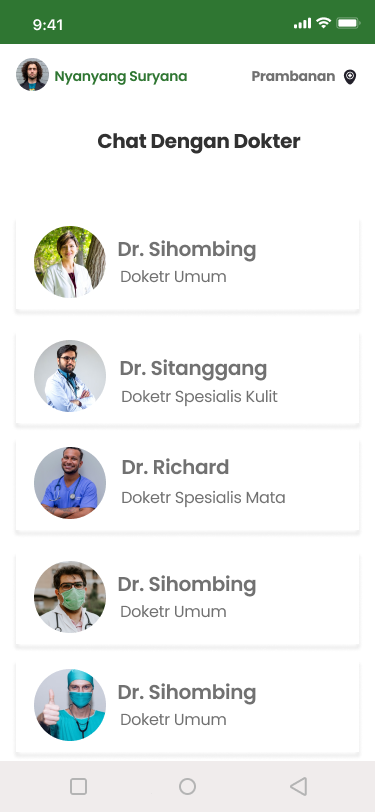 9:41
Nyanyang Suryana
Prambanan
Chat Dengan Dokter
Dr. Sihombing
Doketr Umum
Dr. Sitanggang
Doketr Spesialis Kulit
Dr. Richard
Doketr Spesialis Mata
Dr. Sihombing
Doketr Umum
Dr. Sihombing
Doketr Umum